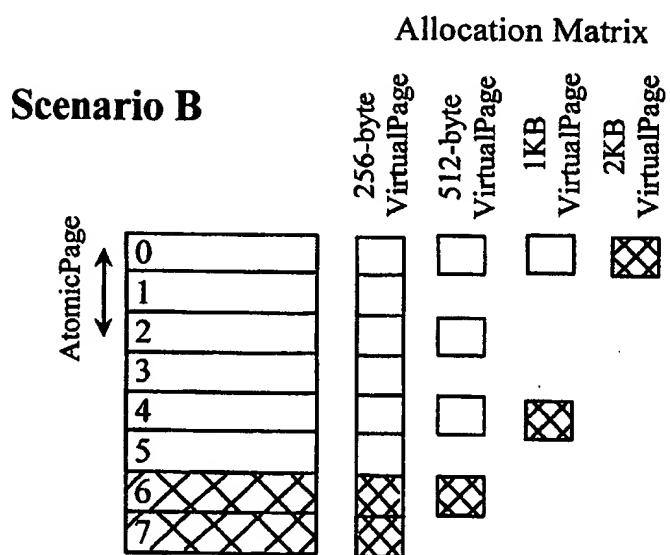 Allocation Matrix
Scenario B
256-byte
VirtualPage
512-byte
VirtualPage
1KB
VirtualPage
2KB
VirtualPage
AtomicPage
0
1
2
3
4
5
6
7